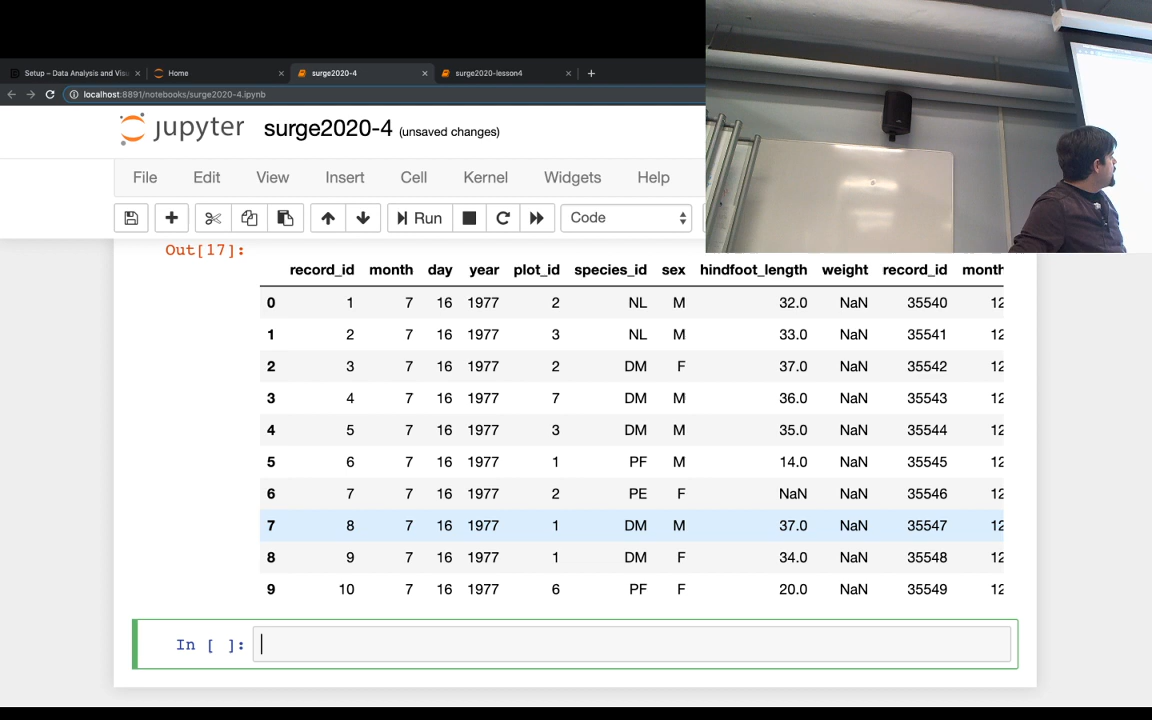 Setup – Data Analysis and Visu
Home
surge2020-4
surge2020-lesson4
localhost:8891/notebooks/surge2020-4.ipynb
jupyter surge2020-4 (unsaved changes)
File Edit View Insert Cell Kernel Widgets Help
Run Code
Out[17]:
record_id month day year plot_id species_id sex hindfoot_length weight record_id month
0 1 7 16 1977 2 NL M 32.0 NaN 35540 12
1 2 7 16 1977 3 NL M 33.0 NaN 35541 12
2 3 7 16 1977 2 DM F 37.0 NaN 35542 12
3 4 7 16 1977 7 DM M 36.0 NaN 35543 12
4 5 7 16 1977 3 DM M 35.0 NaN 35544 12
5 6 7 16 1977 1 PF M 14.0 NaN 35545 12
6 7 7 16 1977 2 PE F NaN NaN 35546 12
7 8 7 16 1977 1 DM M 37.0 NaN 35547 12
8 9 7 16 1977 1 DM F 34.0 NaN 35548 12
9 10 7 16 1977 6 PF F 20.0 NaN 35549 12
In [ ]: